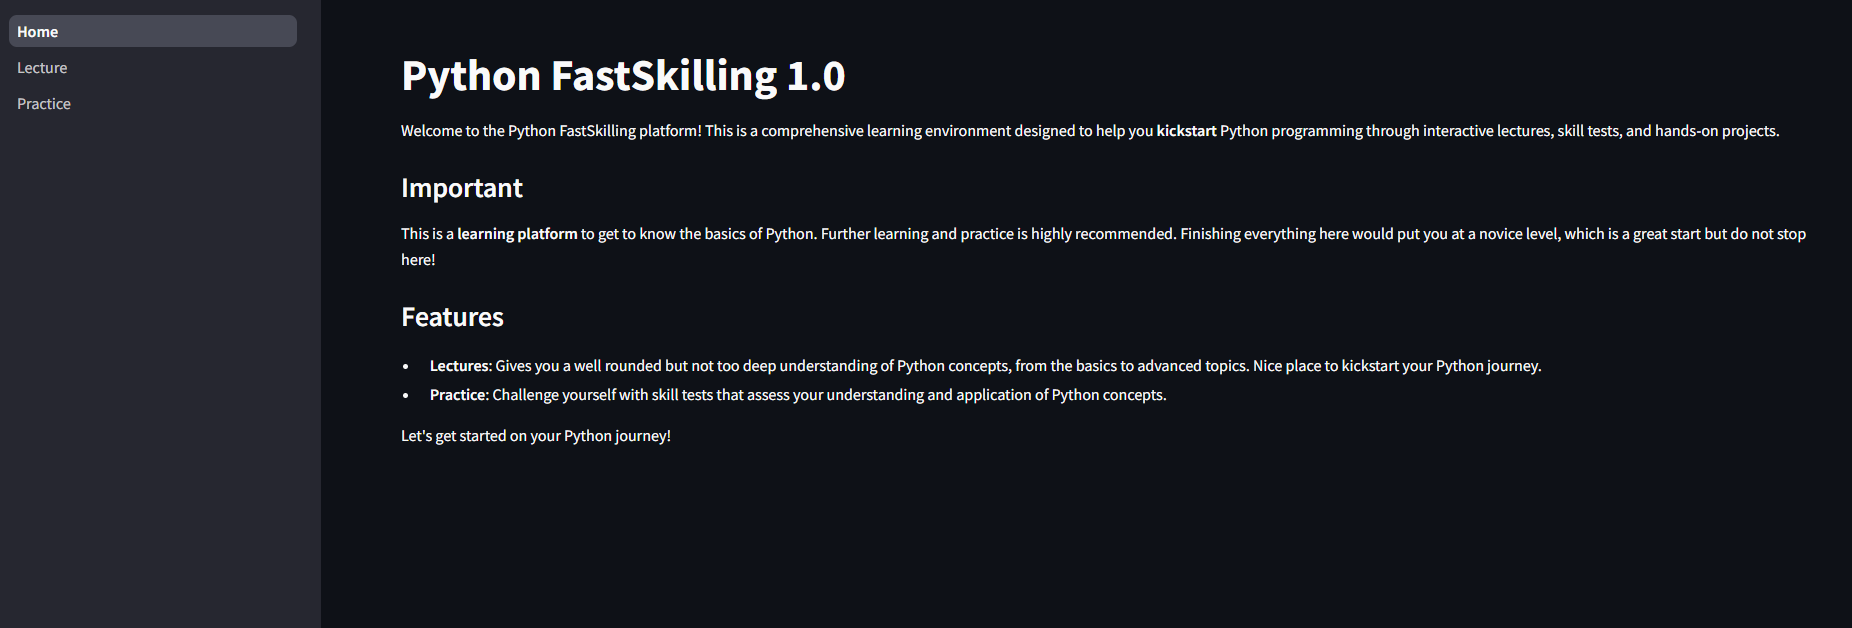 Home
Lecture
Practice
Python FastSkilling 1.0
Welcome to the Python FastSkilling platform! This is a comprehensive learning environment designed to help you kickstart Python programming through interactive lectures, skill tests, and hands-on projects.
Important
This is a learning platform to get to know the basics of Python. Further learning and practice is highly recommended. Finishing everything here would put you at a novice level, which is a great start but do not stop
here!
Features
• Lectures: Gives you a well rounded but not too deep understanding of Python concepts, from the basics to advanced topics. Nice place to kickstart your Python journey.
• Practice: Challenge yourself with skill tests that assess your understanding and application of Python concepts.
Let's get started on your Python journey!